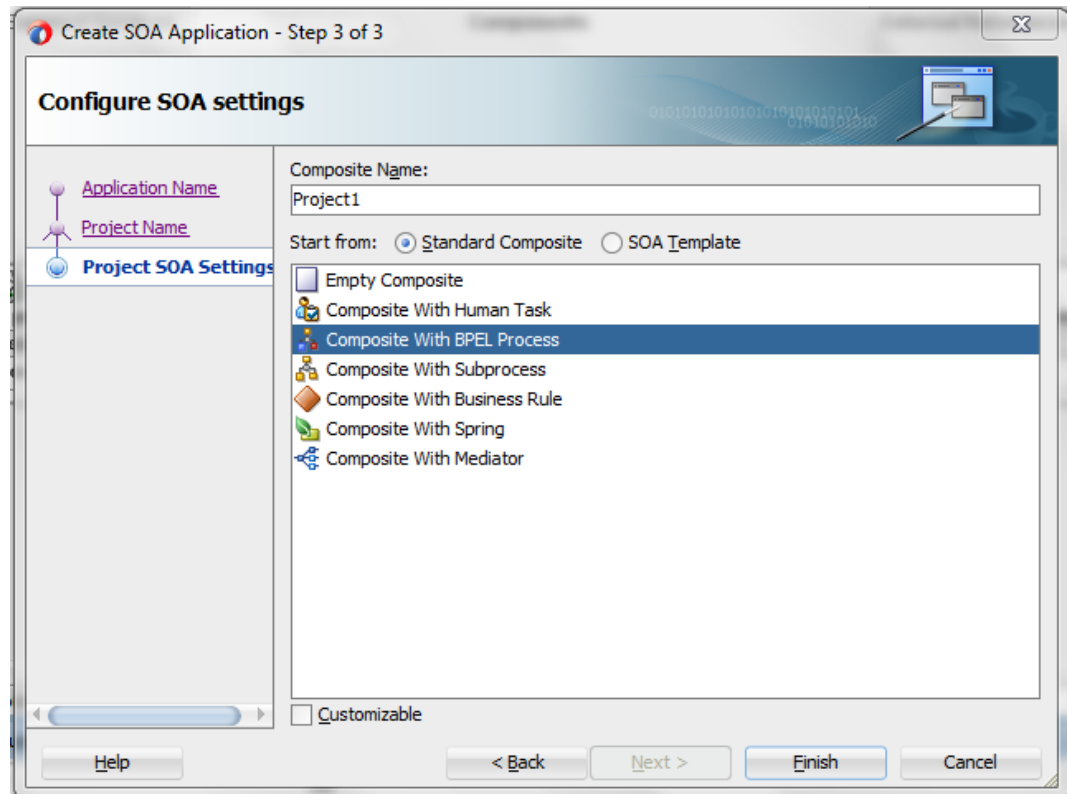 Components
Create SOA Application - Step 3 of 3
Configure SOA settings
Application Name
Project Name
Project SOA Settings
Composite Name:
Project1
Start from: Standard Composite SOA Template
Empty Composite
Composite With Human Task
Composite With BPEL Process
Composite With Subprocess
Composite With Business Rule
Composite With Spring
Composite With Mediator
Customizable
Help < Back Next > Finish Cancel